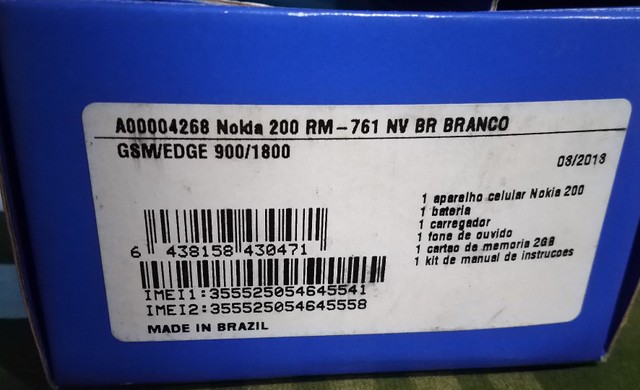 A00004268 Nokia 200 RM-761 NV BR BRANCO
GSM/EDGE 900/1800
03/2013
1 aparelho celular Nokia 200
1 bateria
1 carregador
1 fone de ouvido
1 cartao de memoria 2GB
1 kit de manual de instrucoes
6 438158 430471
IMEI1:355525054645541
IMEI2:355525054645558
MADE IN BRAZIL